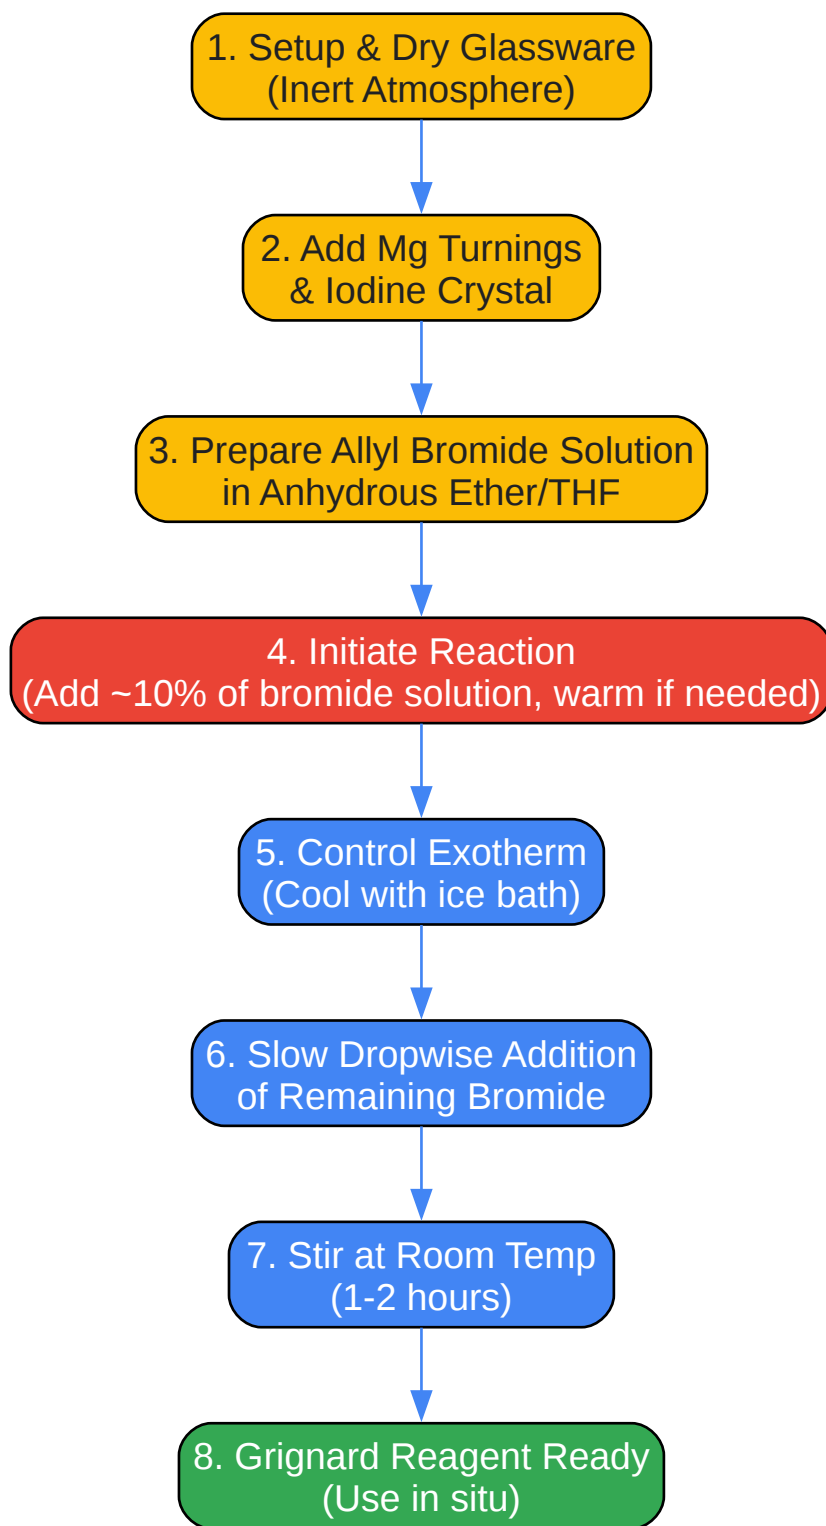 1. Setup & Dry Glassware
(Inert Atmosphere)
2. Add Mg Turnings
& Iodine Crystal
3. Prepare Allyl Bromide Solution
in Anhydrous Ether/THF
4. Initiate Reaction
(Add ~10% of bromide solution, warm if needed)
5. Control Exotherm
(Cool with ice bath)
6. Slow Dropwise Addition
of Remaining Bromide
7. Stir at Room Temp
(1-2 hours)
8. Grignard Reagent Ready
(Use in situ)